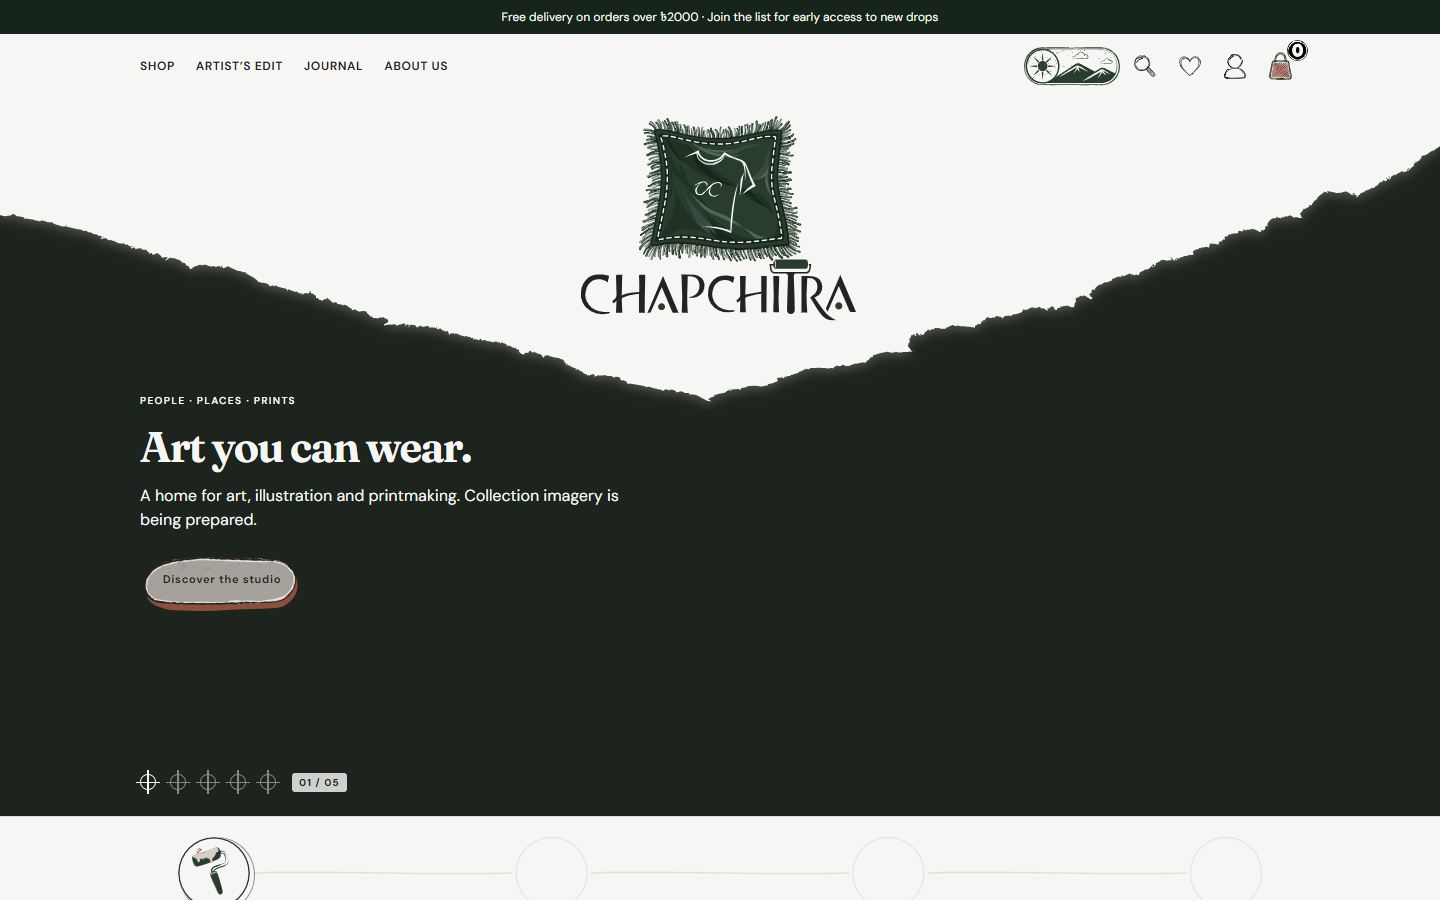 Free delivery on orders over ৳2000 · Join the list for early access to new drops
SHOP ARTIST'S EDIT JOURNAL ABOUT US
0
CC
CHAPCHITRA
PEOPLE · PLACES · PRINTS
Art you can wear.
A home for art, illustration and printmaking. Collection imagery is
being prepared.
Discover the studio
01 / 05